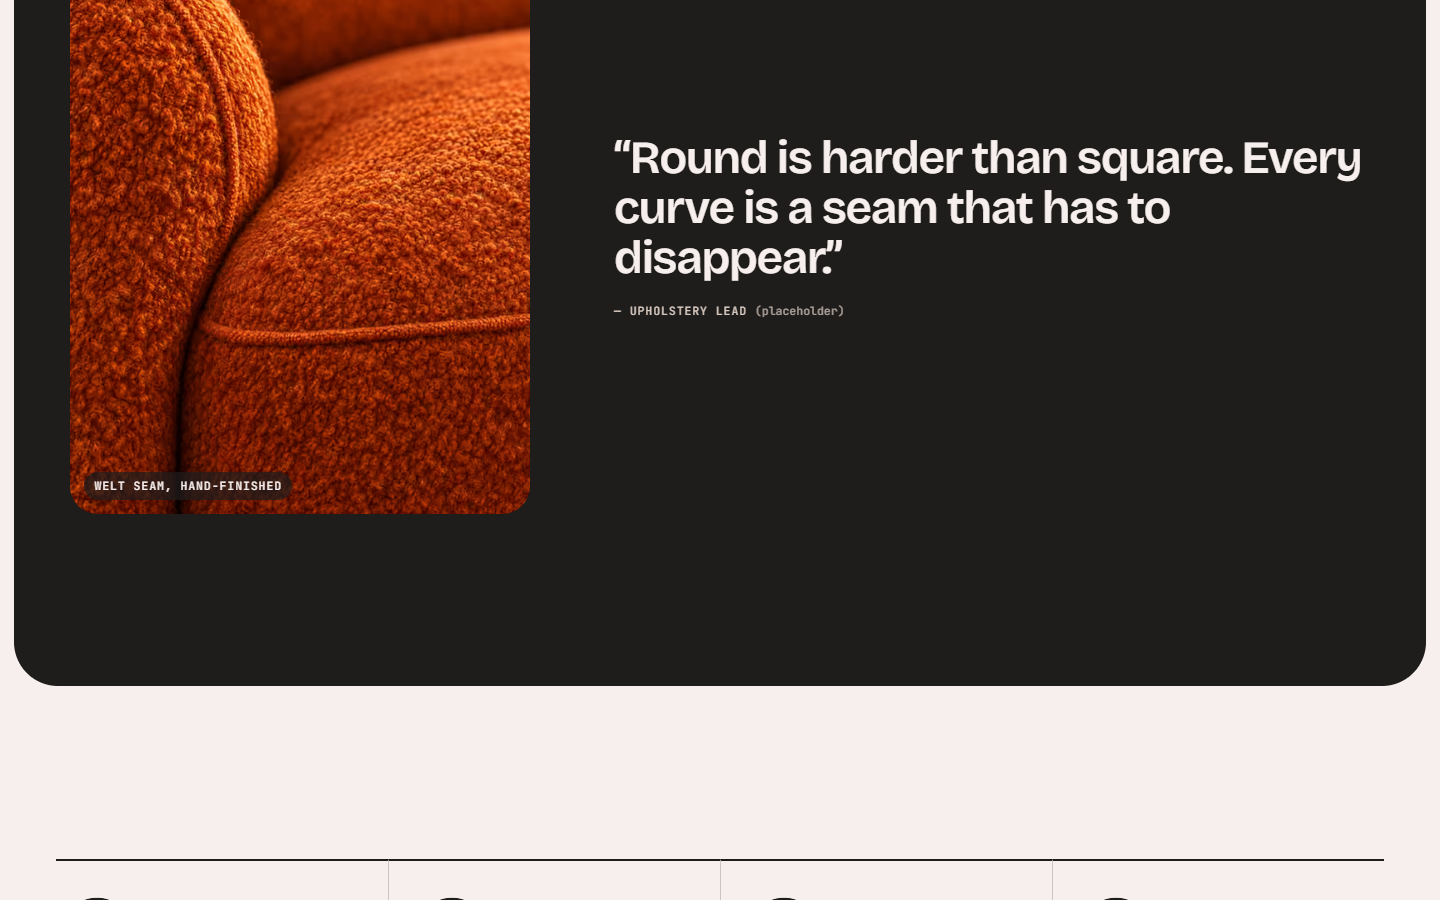 “Round is harder than square. Every
curve is a seam that has to
disappear.”
— UPHOLSTERY LEAD (placeholder)
WELT SEAM, HAND-FINISHED